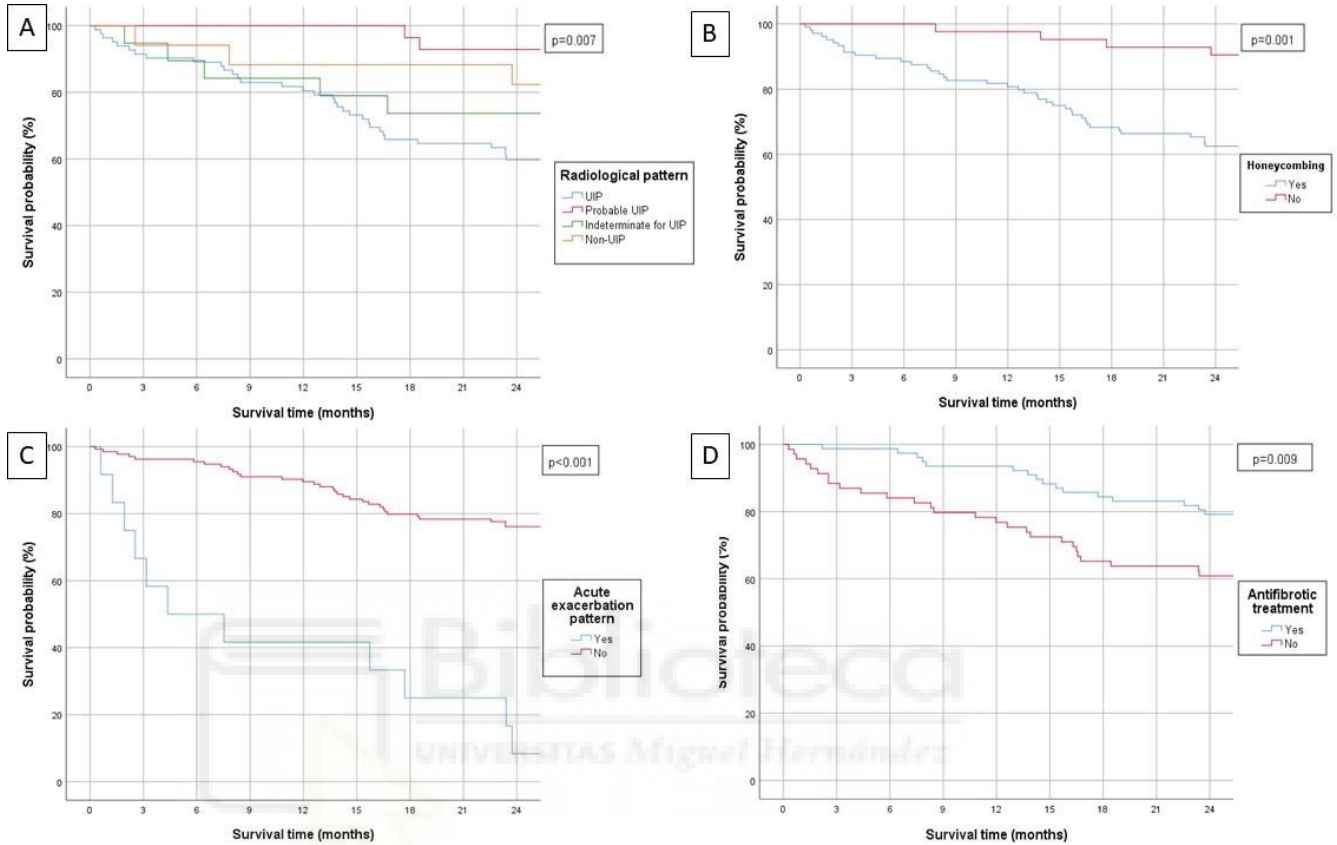 A
100
80
60
40
20
0
Survival probability (%)
0 3 6 9 12 15 18 21 24
Survival time (months)
p=0.007
Radiological pattern
UIP
Probable UIP
Indeterminate for UIP
Non-UIP
B
100
80
60
40
20
0
Survival probability (%)
0 3 6 9 12 15 18 21 24
Survival time (months)
p=0.001
Honeycombing
Yes
No
C
100
80
60
40
20
0
Survival probability (%)
0 3 6 9 12 15 18 21 24
Survival time (months)
p<0.001
Acute
exacerbation
pattern
Yes
No
D
100
80
60
40
20
0
Survival probability (%)
0 3 6 9 12 15 18 21 24
Survival time (months)
p=0.009
Antifibrotic
treatment
Yes
No
Biblioteca
UNIVERSITAS Miguel Hernández